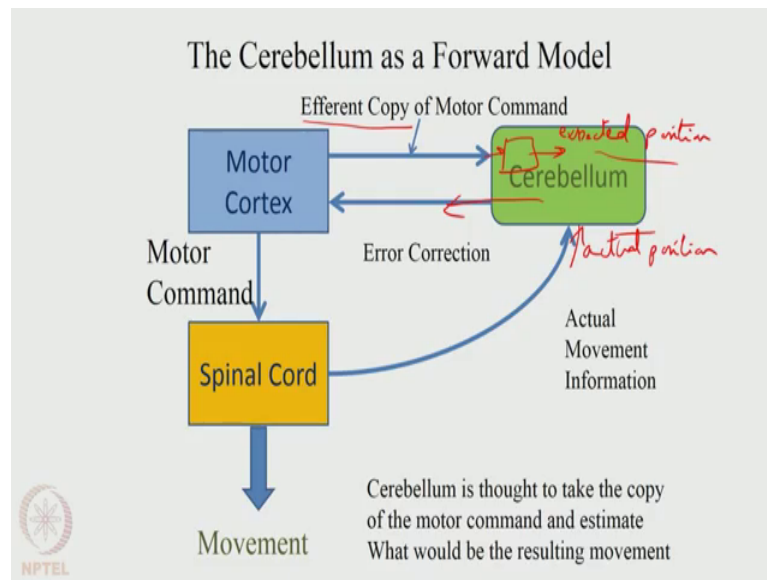 The Cerebellum as a Forward Model
Efferent Copy of Motor Command
expected position
Motor
Cortex
Cerebellum
actual position
Motor
Command
Error Correction
Spinal Cord
Actual
Movement
Information
Movement
Cerebellum is thought to take the copy
of the motor command and estimate
What would be the resulting movement
NPTEL